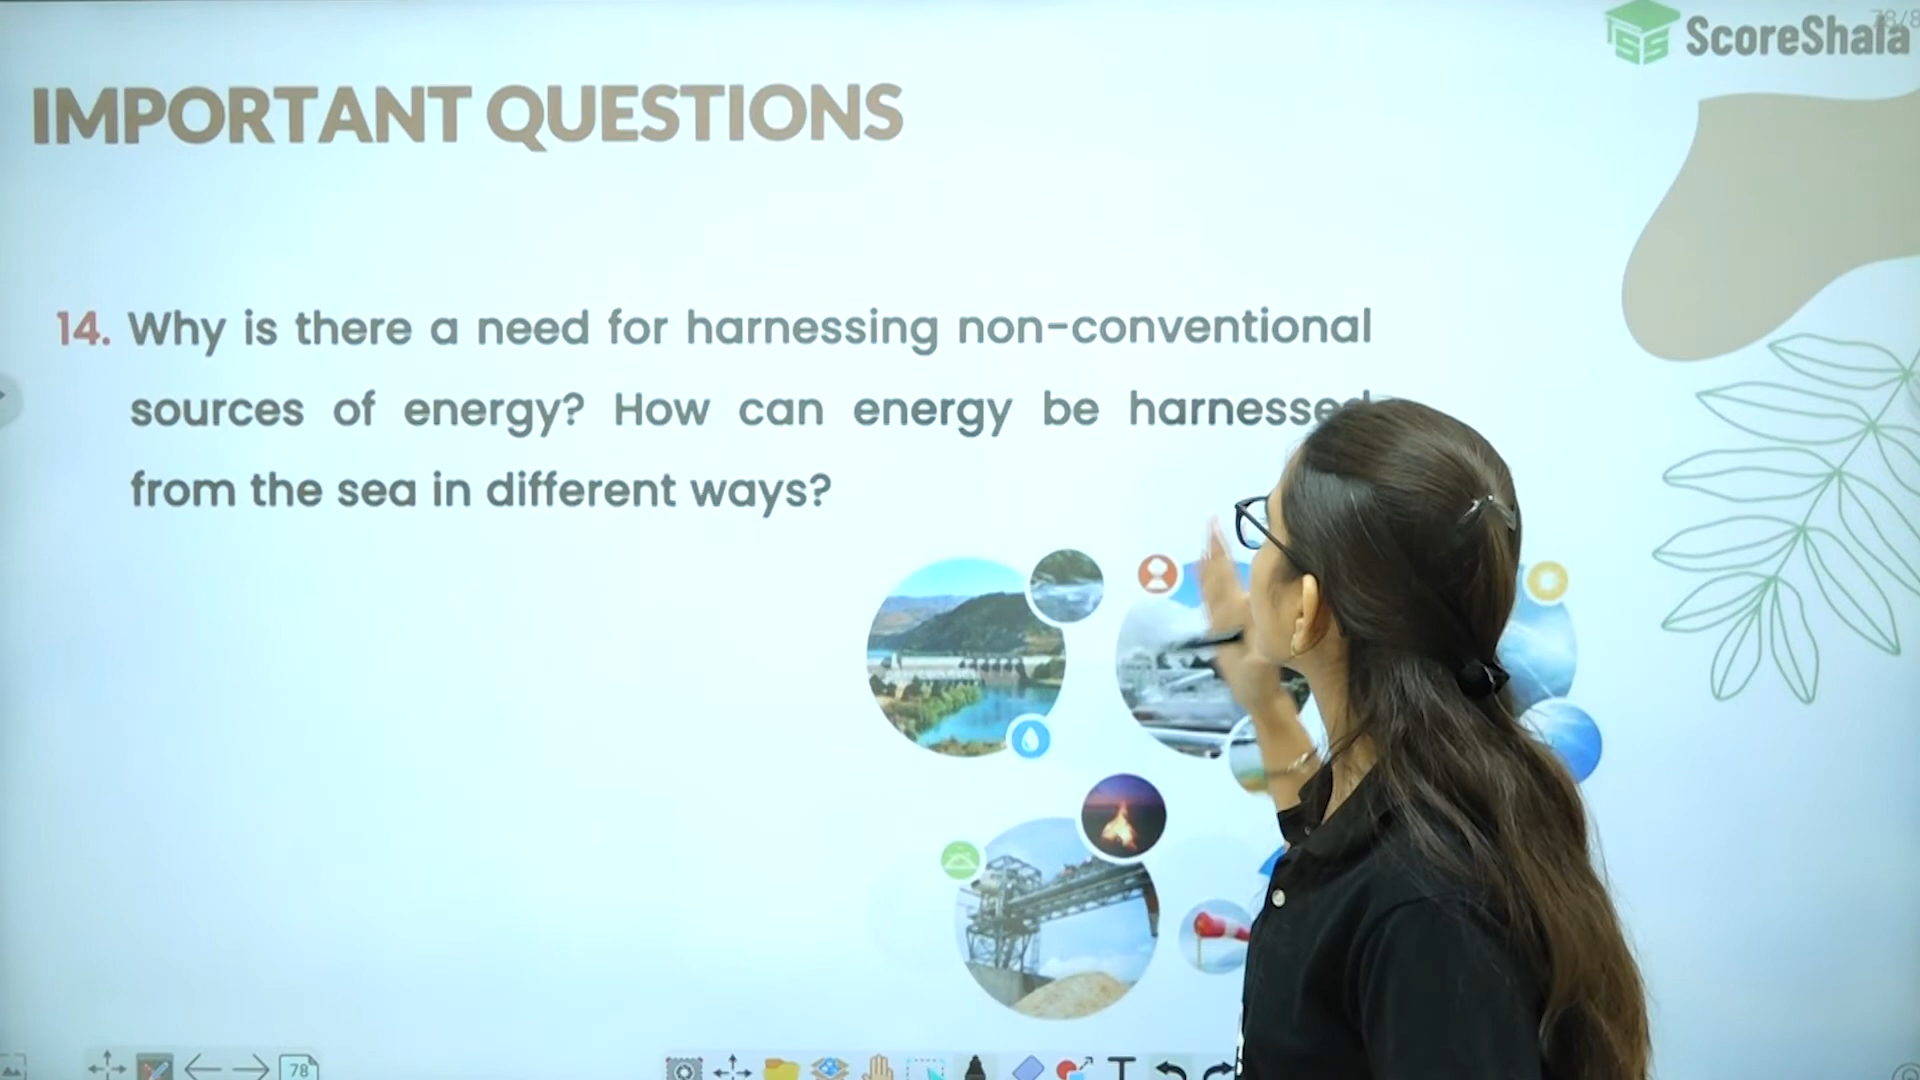 ScoreShala
IMPORTANT QUESTIONS
14. Why is there a need for harnessing non-conventional
sources of energy? How can energy be harnessed
from the sea in different ways?
78